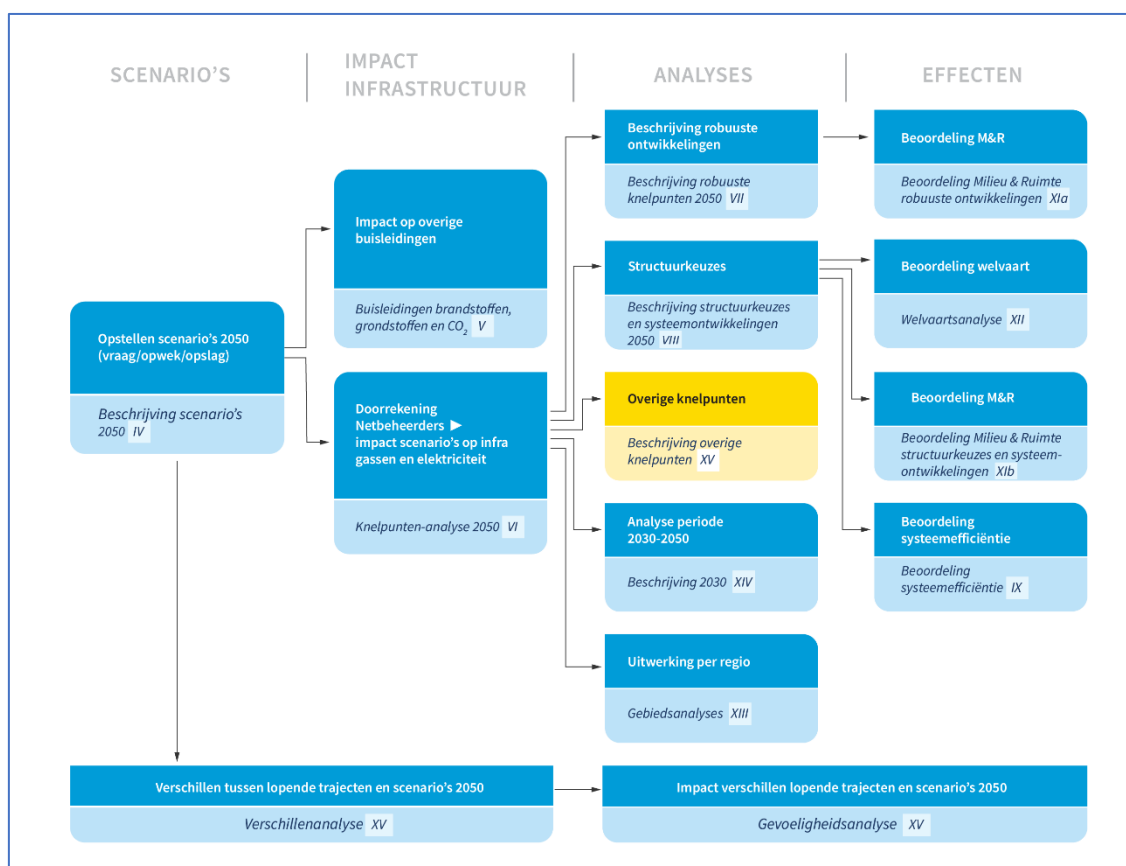 SCENARIO'S
IMPACT
INFRASTRUCTUUR
ANALYSES
EFFECTEN
Opstellen scenario's 2050
(vraag/opwek/opslag)
Beschrijving scenario's
2050 IV
Impact op overige
buisleidingen
Buisleidingen brandstoffen,
grondstoffen en CO₂ V
Doorrekening
Netbeheerders ►
impact scenario's op infra
gassen en elektriciteit
Knelpunten-analyse 2050 VI
Beschrijving robuuste
ontwikkelingen
Beschrijving robuuste
knelpunten 2050 VII
Structuurkeuzes
Beschrijving structuurkeuzes
en systeemontwikkelingen
2050 VIII
Overige knelpunten
Beschrijving overige
knelpunten XV
Analyse periode
2030-2050
Beschrijving 2030 XIV
Uitwerking per regio
Gebiedsanalyses XIII
Beoordeling M&R
Beoordeling Milieu & Ruimte
robuuste ontwikkelingen XIa
Beoordeling welvaart
Welvaartsanalyse XII
Beoordeling M&R
Beoordeling Milieu & Ruimte
structuurkeuzes en systeem-
ontwikkelingen XIb
Beoordeling
systeemefficiëntie
Beoordeling
systeemefficiëntie IX
Verschillen tussen lopende trajecten en scenario's 2050
Verschillenanalyse XV
Impact verschillen lopende trajecten en scenario's 2050
Gevoeligheidsanalyse XV